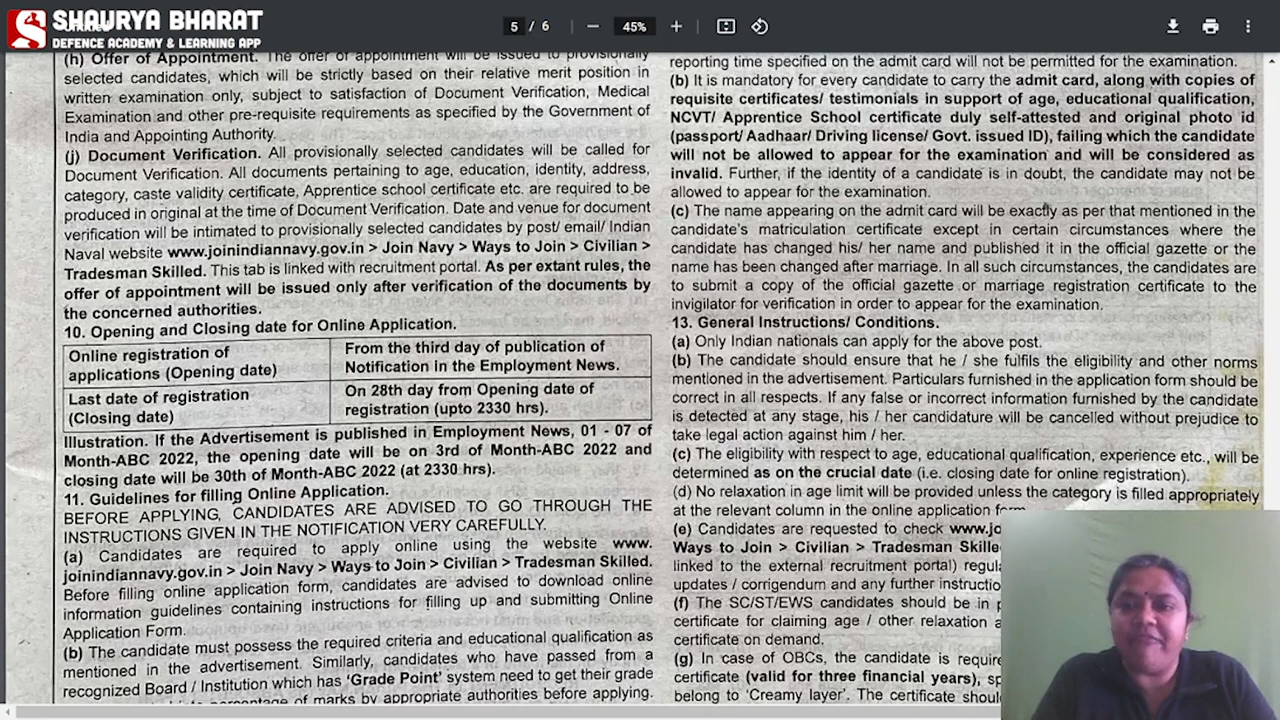 SHAURYA BHARAT
DEFENCE ACADEMY & LEARNING APP
5 / 6
45%
(h) Offer of Appointment. The offer of appointment will be issued to provisionally
selected candidates, which will be strictly based on their relative merit position in
written examination only, subject to satisfaction of Document Verification, Medical
Examination and other pre-requisite requirements as specified by the Government of
India and Appointing Authority.
(j) Document Verification. All provisionally selected candidates will be called for
Document Verification. All documents pertaining to age, education, identity, address,
category, caste validity certificate, Apprentice school certificate etc. are required to be
produced in original at the time of Document Verification. Date and venue for document
verification will be intimated to provisionally selected candidates by post/ email/ Indian
Naval website www.joinindiannavy.gov.in > Join Navy > Ways to Join > Civilian >
Tradesman Skilled. This tab is linked with recruitment portal. As per extant rules, the
offer of appointment will be issued only after verification of the documents by
the concerned authorities.
10. Opening and Closing date for Online Application.
Online registration of
applications (Opening date)
From the third day of publication of
Notification in the Employment News.
Last date of registration
(Closing date)
On 28th day from Opening date of
registration (upto 2330 hrs).
Illustration. If the Advertisement is published in Employment News, 01 - 07 of
Month-ABC 2022, the opening date will be on 3rd of Month-ABC 2022 and
closing date will be 30th of Month-ABC 2022 (at 2330 hrs).
11. Guidelines for filling Online Application.
BEFORE APPLYING, CANDIDATES ARE ADVISED TO GO THROUGH THE
INSTRUCTIONS GIVEN IN THE NOTIFICATION VERY CAREFULLY.
(a) Candidates are required to apply online using the website www.
joinindiannavy.gov.in > Join Navy > Ways to Join > Civilian > Tradesman Skilled.
Before filling online application form, candidates are advised to download online
information guidelines containing instructions for filling up and submitting Online
Application Form.
(b) The candidate must possess the required criteria and educational qualification as
mentioned in the advertisement. Similarly, candidates who have passed from a
recognized Board / Institution which has 'Grade Point' system need to get their grade
percentage of marks by appropriate authorities before applying.
reporting time specified on the admit card will not be permitted for the examination.
(b) It is mandatory for every candidate to carry the admit card, along with copies of
requisite certificates/ testimonials in support of age, educational qualification,
NCVT/ Apprentice School certificate duly self-attested and original photo id
(passport/ Aadhaar/ Driving license/ Govt. issued ID), failing which the candidate
will not be allowed to appear for the examination and will be considered as
invalid. Further, if the identity of a candidate is in doubt, the candidate may not be
allowed to appear for the examination.
(c) The name appearing on the admit card will be exactly as per that mentioned in the
candidate's matriculation certificate except in certain circumstances where the
candidate has changed his/ her name and published it in the official gazette or the
name has been changed after marriage. In all such circumstances, the candidates are
to submit a copy of the official gazette or marriage registration certificate to the
invigilator for verification in order to appear for the examination.
13. General Instructions/ Conditions.
(a) Only Indian nationals can apply for the above post.
(b) The candidate should ensure that he / she fulfils the eligibility and other norms
mentioned in the advertisement. Particulars furnished in the application form should be
correct in all respects. If any false or incorrect information furnished by the candidate
is detected at any stage, his / her candidature will be cancelled without prejudice to
take legal action against him / her.
(c) The eligibility with respect to age, educational qualification, experience etc., will be
determined as on the crucial date (i.e. closing date for online registration).
(d) No relaxation in age limit will be provided unless the category is filled appropriately
at the relevant column in the online application form
(e) Candidates are requested to check www.jo
Ways to Join > Civilian > Tradesman Skille
linked to the external recruitment portal) regula
updates / corrigendum and any further instructio
(f) The SC/ST/EWS candidates should be in p
certificate for claiming age / other relaxation a
certificate on demand.
(g) In case of OBCs, the candidate is require
certificate (valid for three financial years), sp
belong to 'Creamy layer'. The certificate shoul